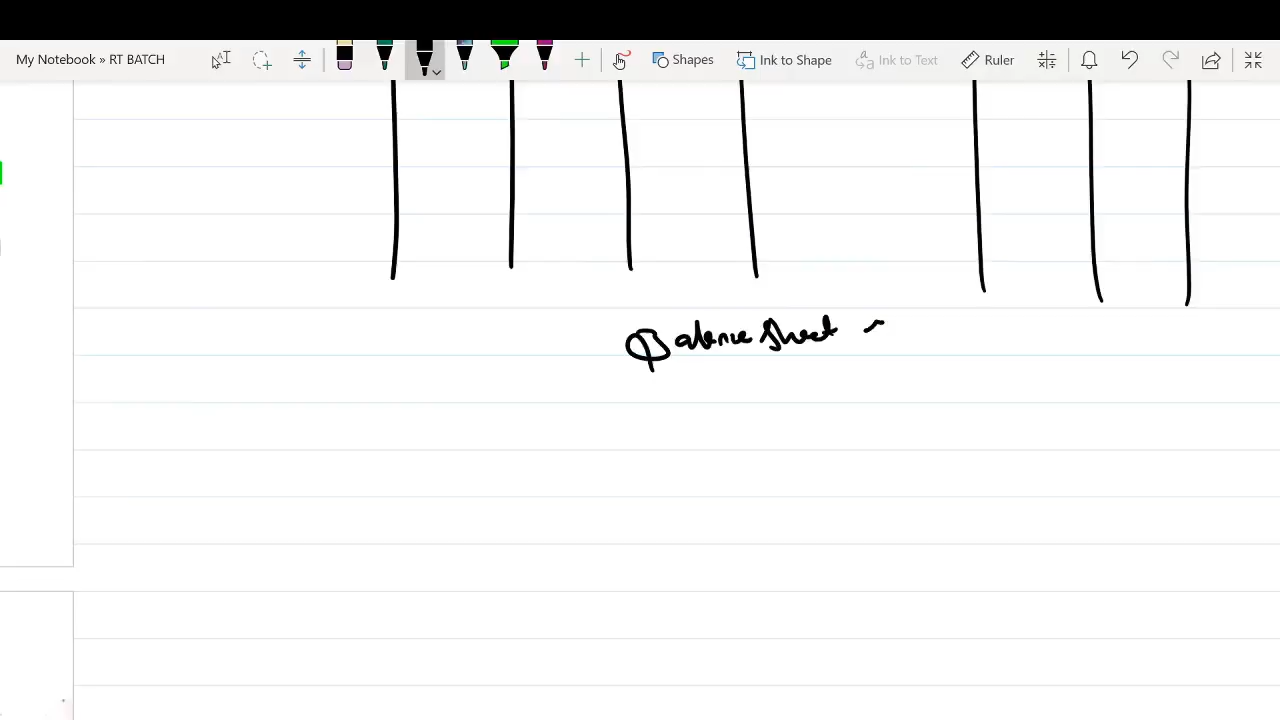 My Notebook » RT BATCH
Shapes
Ink to Shape
Ink to Text
Ruler
Balance Sheet